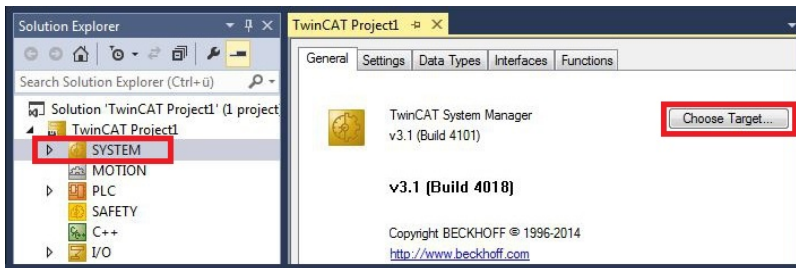 Solution Explorer
Search Solution Explorer (Ctrl+ü)
Solution 'TwinCAT Project1' (1 project
TwinCAT Project1
SYSTEM
MOTION
PLC
SAFETY
C++
I/O
TwinCAT Project1
General Settings Data Types Interfaces Functions
TwinCAT System Manager
v3.1 (Build 4101)
Choose Target...
v3.1 (Build 4018)
Copyright BECKHOFF © 1996-2014
http://www.beckhoff.com